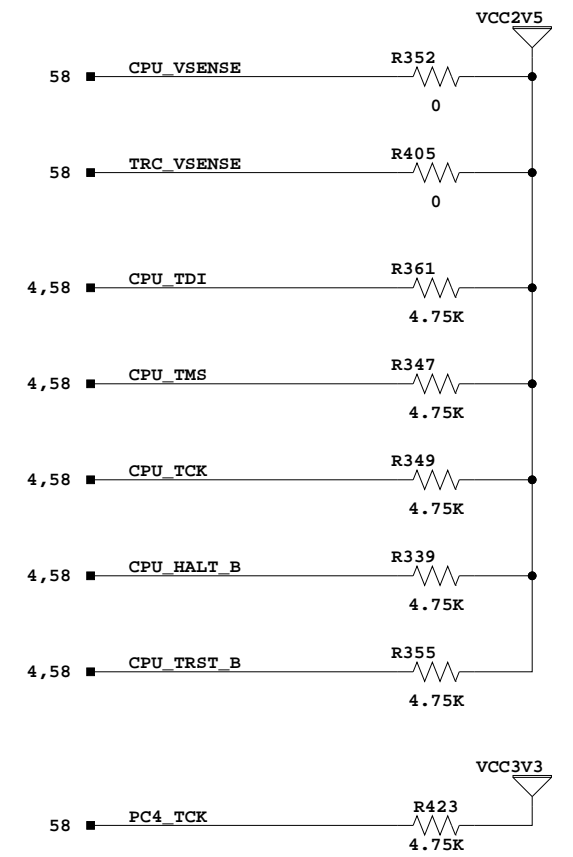 VCC2V5
58 CPU_VSENSE R352
0
58 TRC_VSENSE R405
0
4,58 CPU_TDI R361
4.75K
4,58 CPU_TMS R347
4.75K
4,58 CPU_TCK R349
4.75K
4,58 CPU_HALT_B R339
4.75K
4,58 CPU_TRST_B R355
4.75K
VCC3V3
58 PC4_TCK R423
4.75K